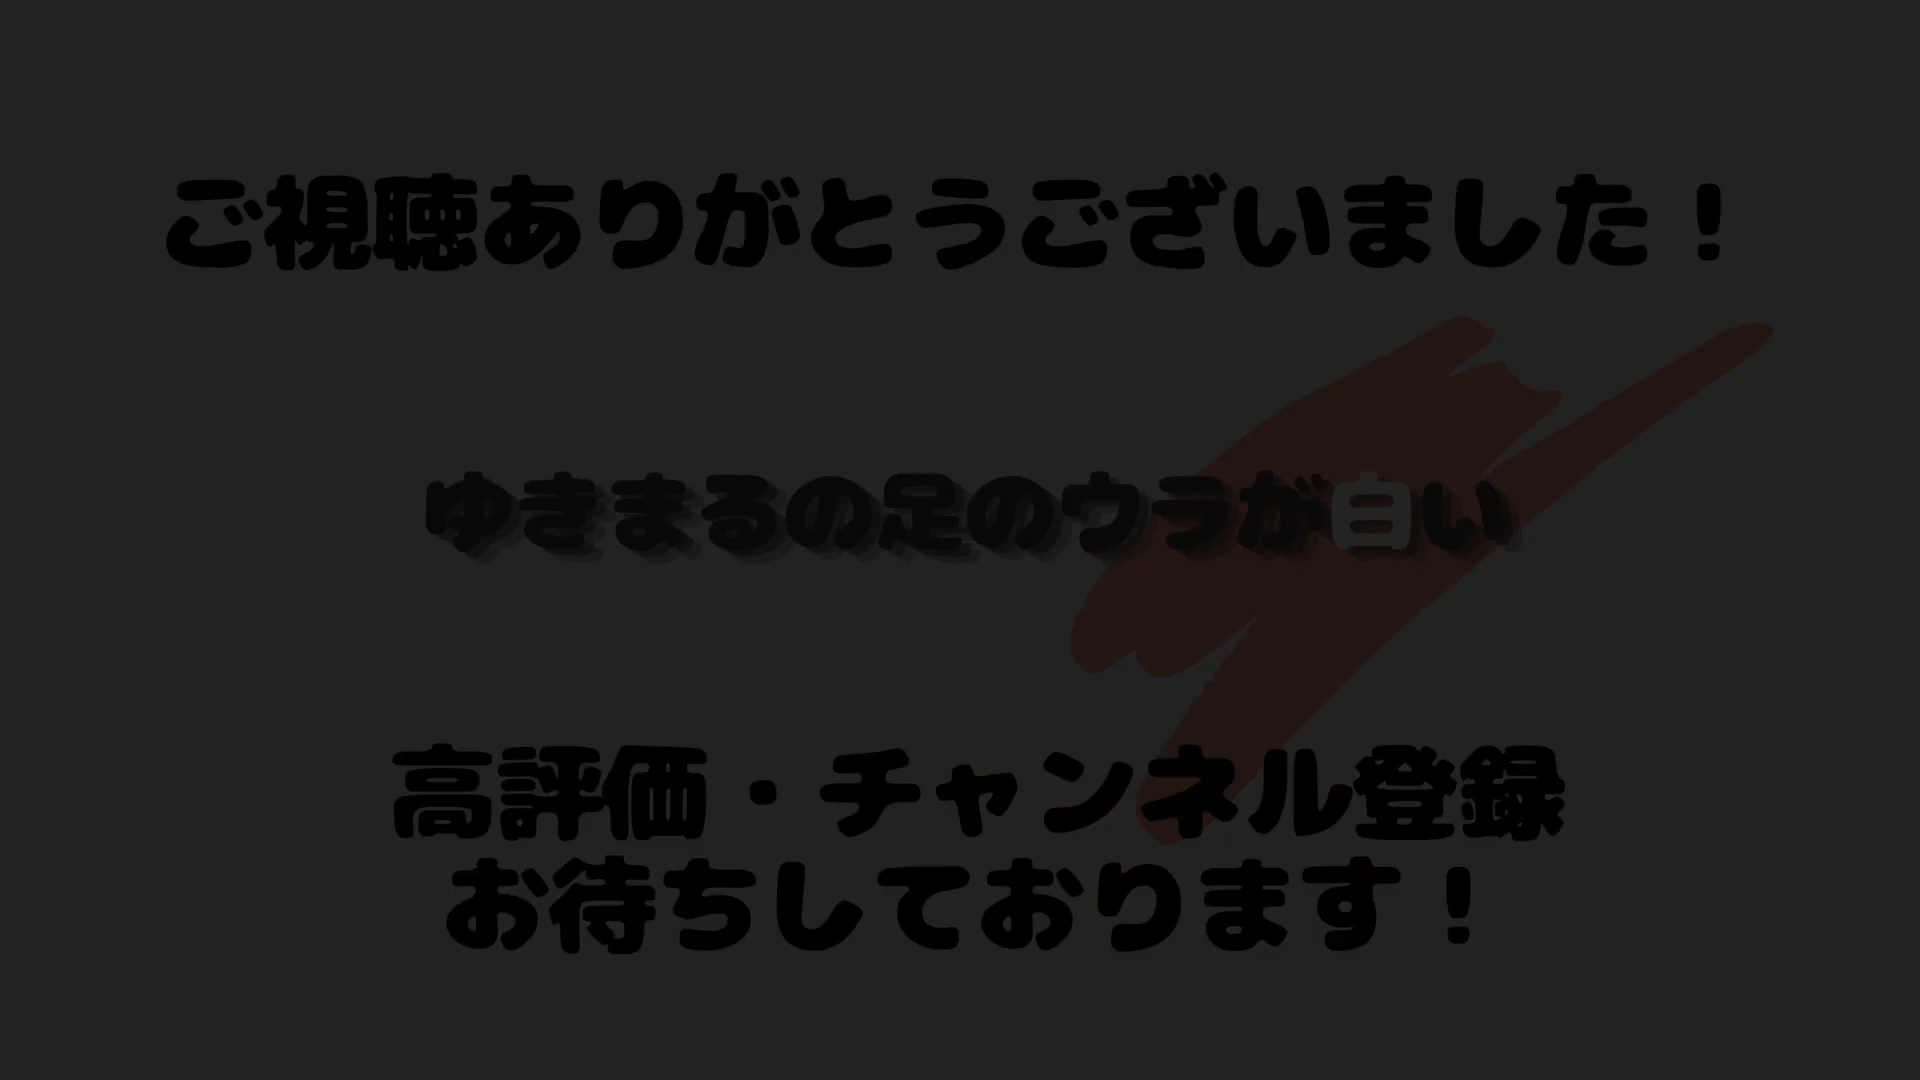 ご視聴ありがとうございました！
ゆきまるの足のウラが白い
高評価・チャンネル登録
お待ちしております！